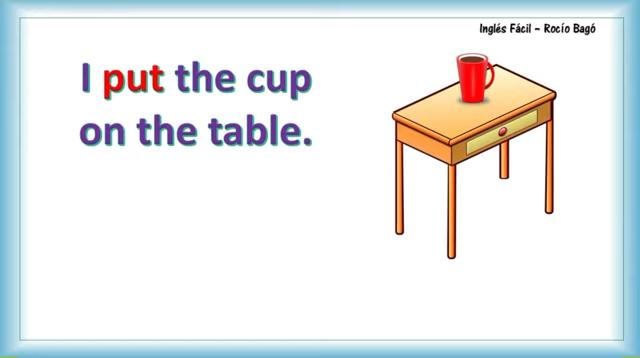 Inglés Fácil – Rocío Bagó
I put the cup
on the table.